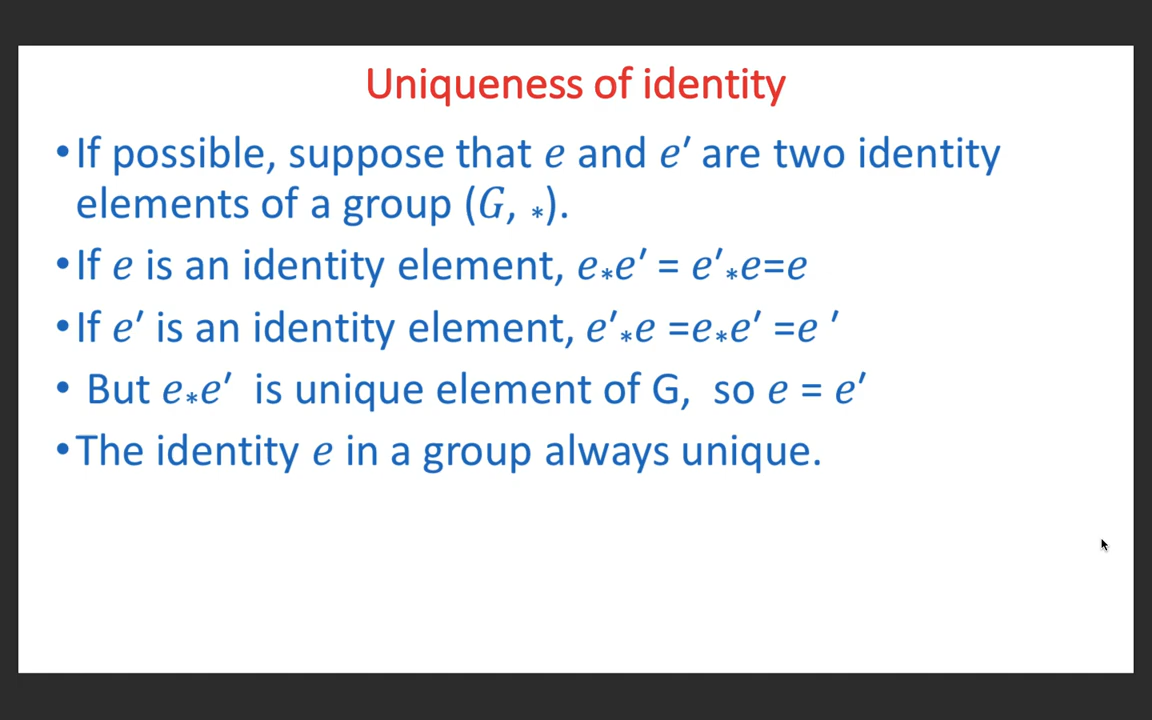 Uniqueness of identity
•If possible, suppose that e and e′ are two identity
elements of a group (G, *).
•If e is an identity element, e*e′ = e′*e=e
•If e′ is an identity element, e′*e =e*e′ =e ′
• But e*e′ is unique element of G, so e = e′
•The identity e in a group always unique.